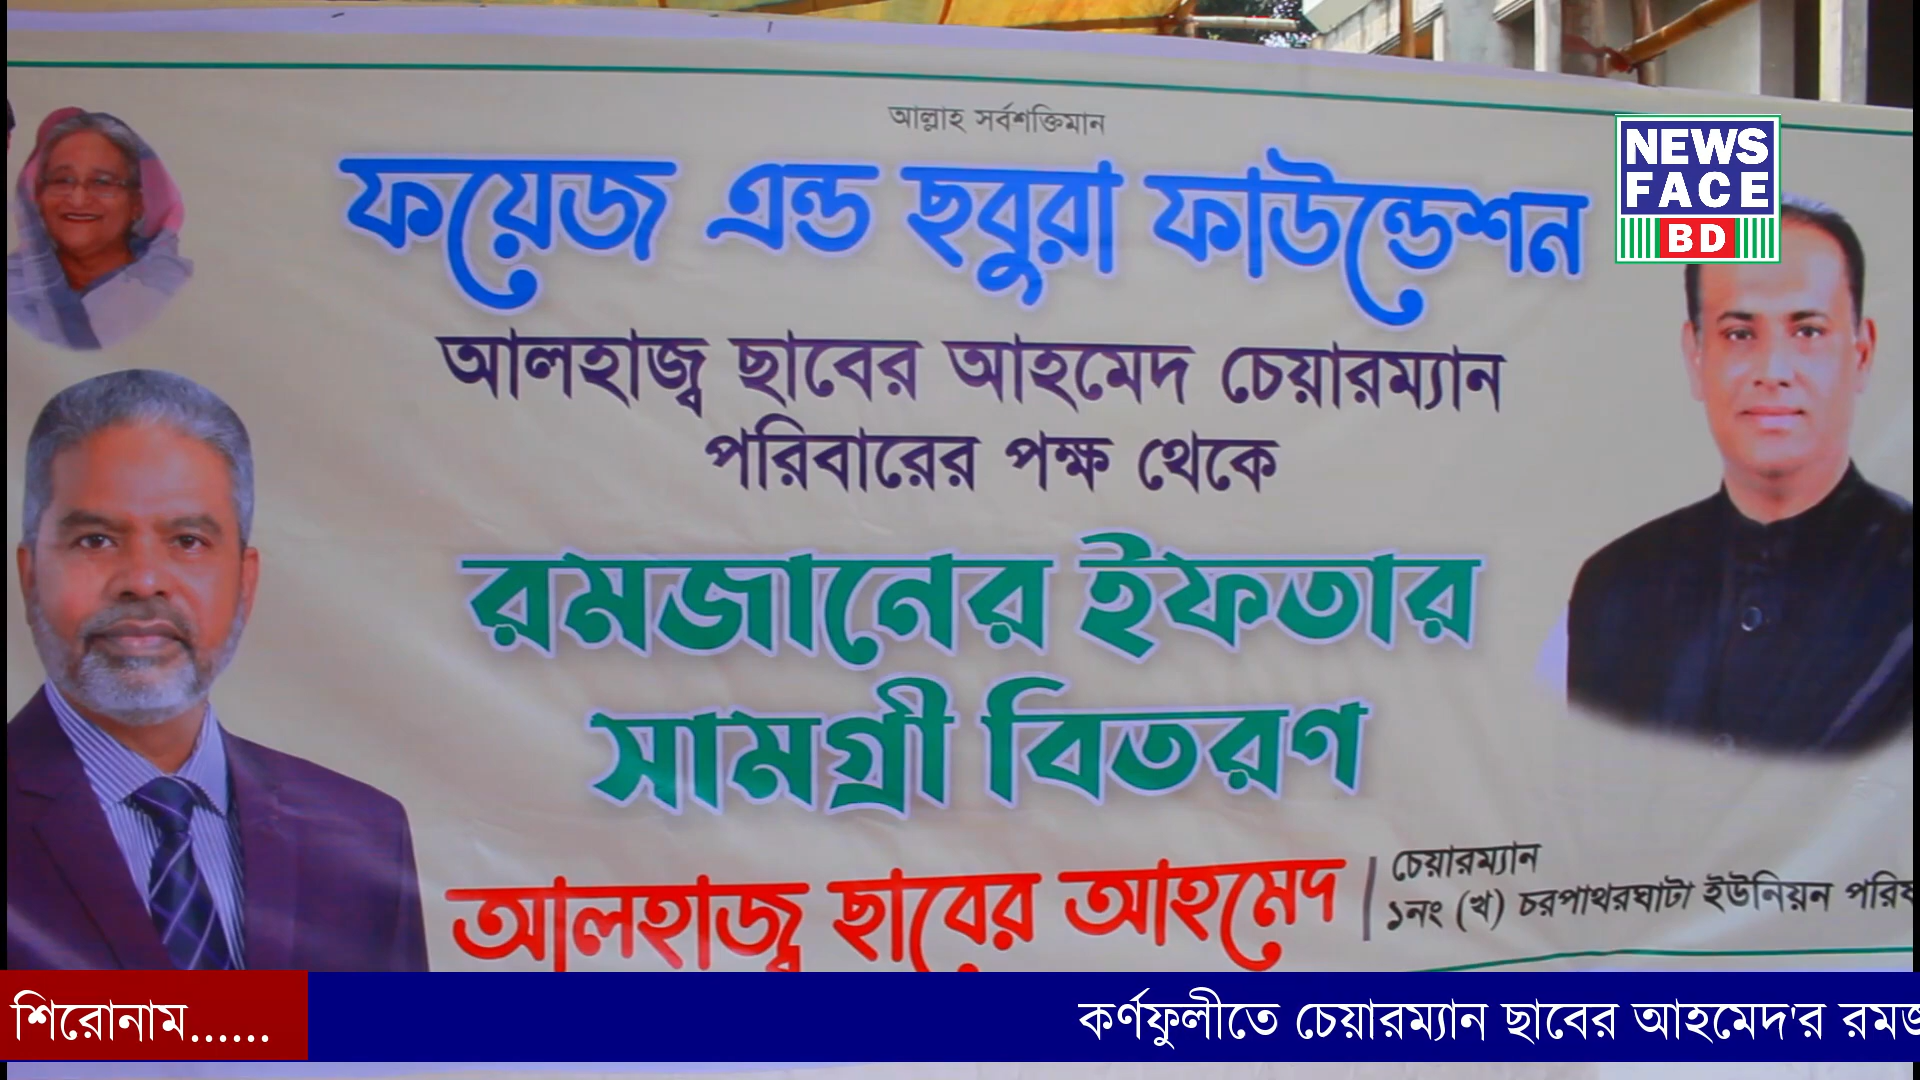 আল্লাহ সর্বশক্তিমান
ফয়েজ এন্ড ছবুরা ফাউন্ডেশন
NEWS
FACE
BD
আলহাজ্ব ছাবের আহমেদ চেয়ারম্যান
পরিবারের পক্ষ থেকে
রমজানের ইফতার
সামগ্রী বিতরণ
আলহাজ্ব ছাবের আহমেদ
চেয়ারম্যান
১নং (খ) চরপাথরঘাটা ইউনিয়ন
শিরোনাম......
কর্ণফুলীতে চেয়ারম্যান ছাবের আহমেদ'র